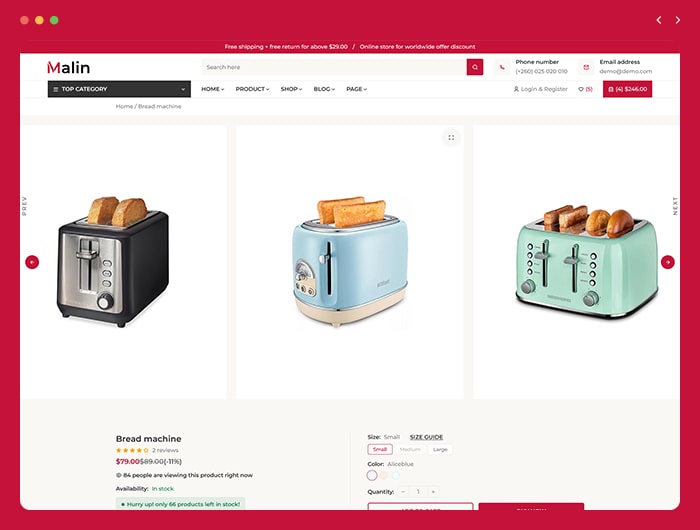 Free shipping + free return for above $29.00 / Online store for worldwide offer discount
Malin
Search here
Phone number
(+260) 025 020 010
Email address
demo@demo.com
TOP CATEGORY
HOME
PRODUCT
SHOP
BLOG
PAGE
Login & Register
(5)
(4) $246.00
Home / Bread machine
PREV
NEXT
Bread machine
2 reviews
$79.00$89.00(-11%)
84 people are viewing this product right now
Availability: In stock
Hurry up! only 66 products left in stock!
Size: Small SIZE GUIDE
Small Medium Large
Color: Aliceblue
Quantity: − 1 +